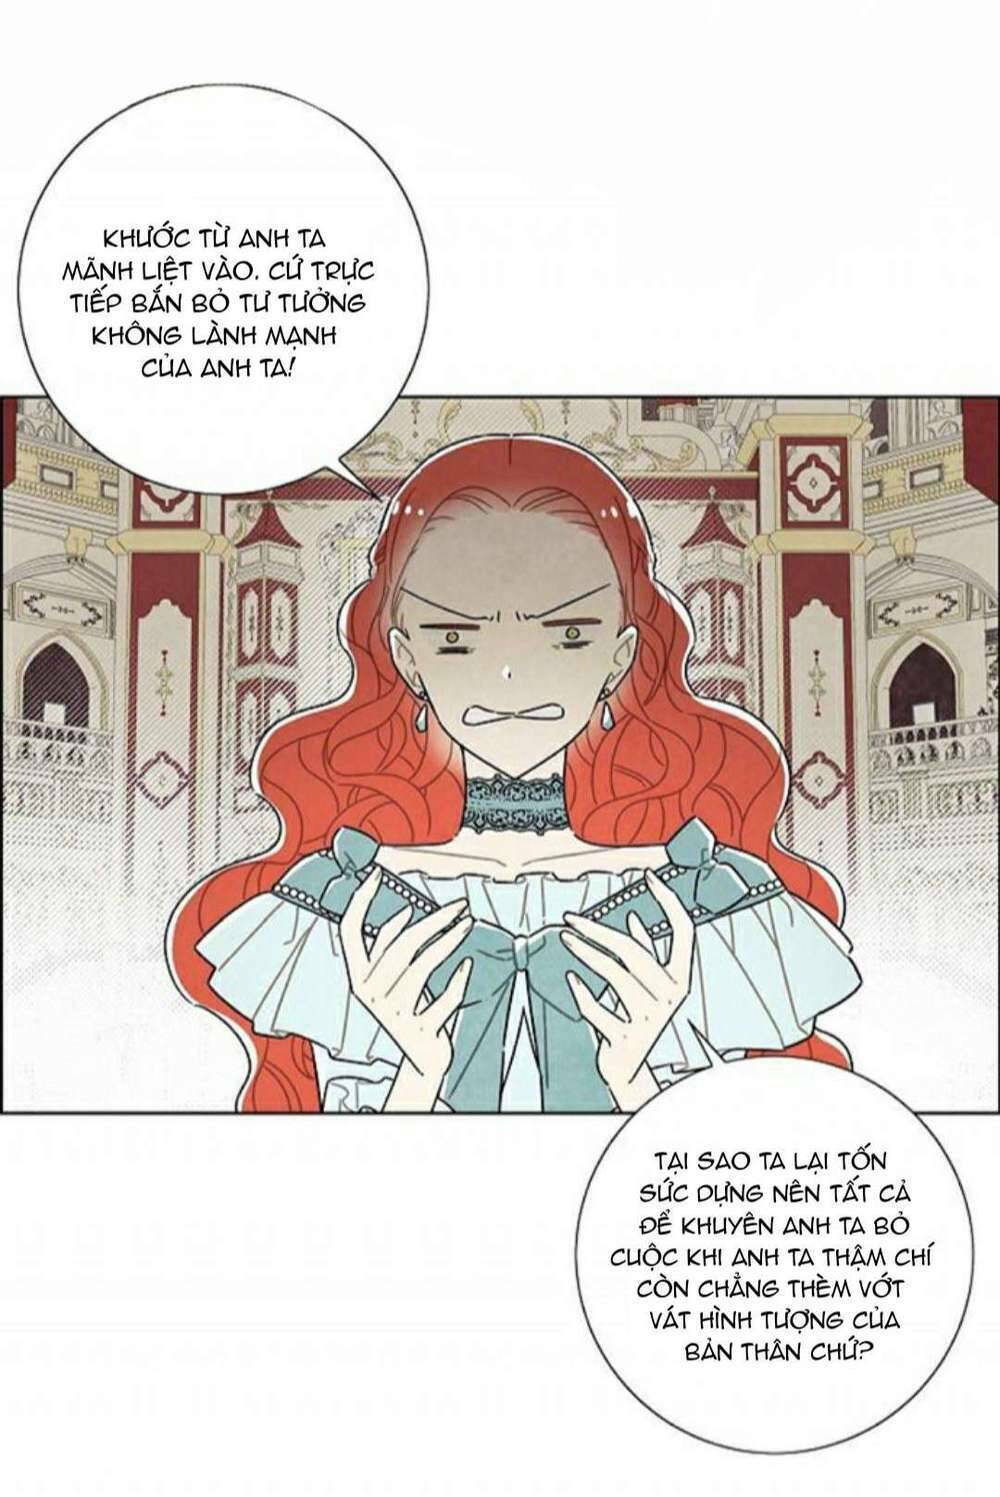 KHƯỚC TỪ ANH TA
MÃNH LIỆT VÀO. CỨ TRỰC
TIẾP BẮN BỎ TƯ TƯỞNG
KHÔNG LÀNH MẠNH
CỦA ANH TA!
TẠI SAO TA LẠI TỐN
SỨC DỰNG NÊN TẤT CẢ
ĐỂ KHUYÊN ANH TA BỎ
CUỘC KHI ANH TA THẬM CHÍ
CÒN CHẲNG THÈM VỚT
VÁT HÌNH TƯỢNG CỦA
BẢN THÂN CHỨ?